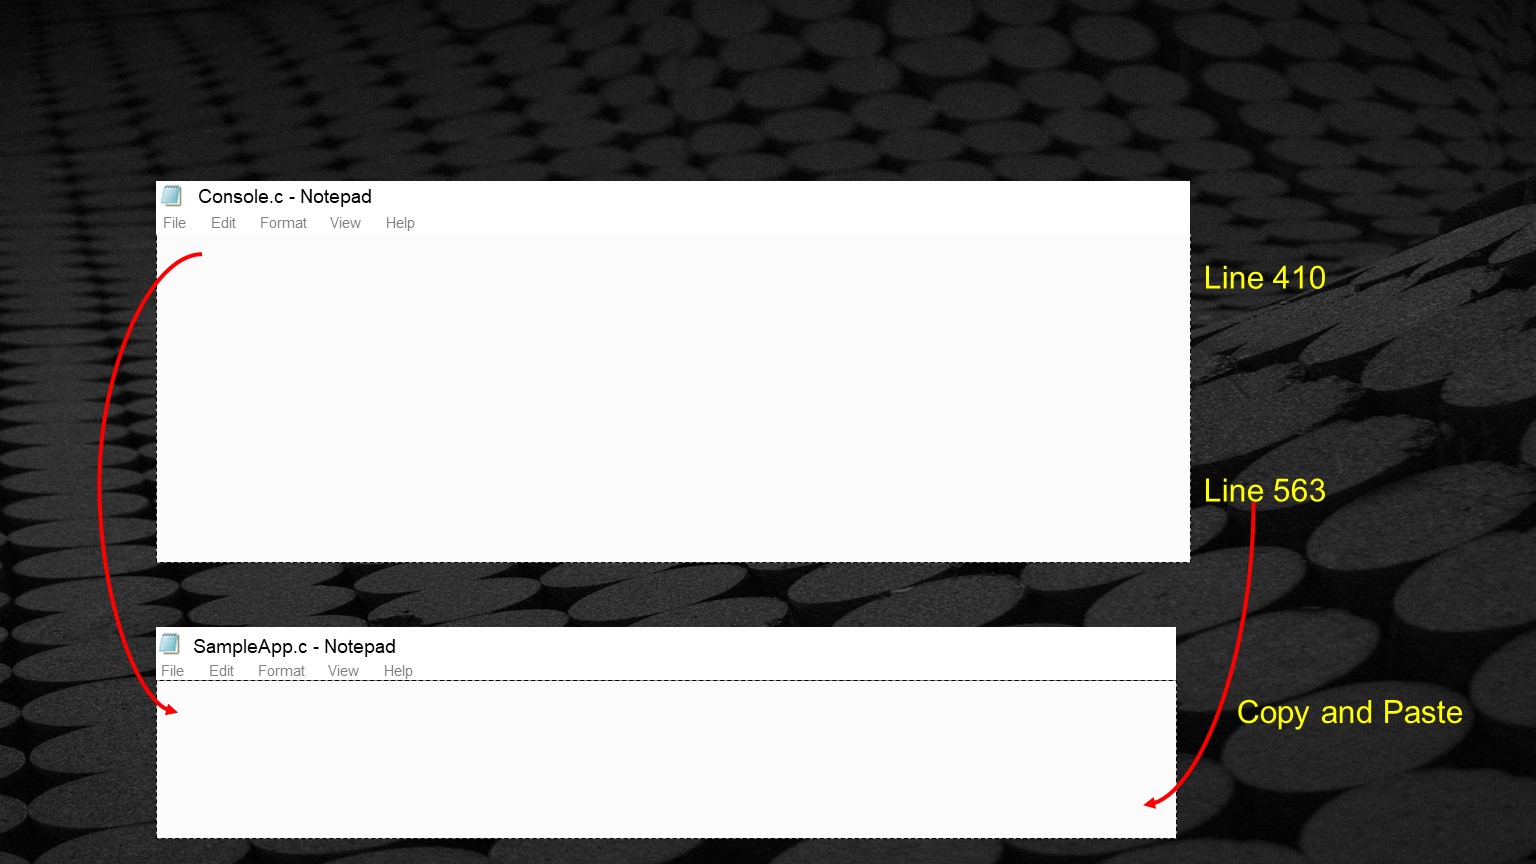 Console.c - Notepad
File Edit Format View Help
Line 410
Line 563
SampleApp.c - Notepad
File Edit Format View Help
Copy and Paste